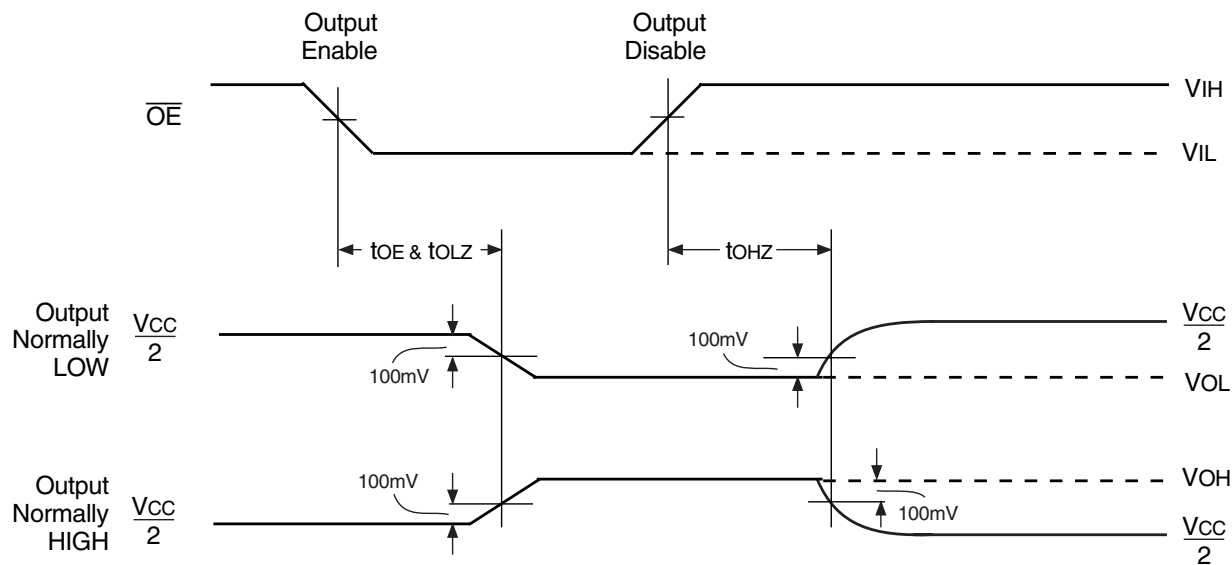 Output
Enable
Output
Disable
OE
VIH
VIL
tOE & tOLZ
tOHZ
Output
Normally
LOW
VCC
2
100mV
100mV
VCC
2
VOL
Output
Normally
HIGH
VCC
2
100mV
VOH
100mV
VCC
2